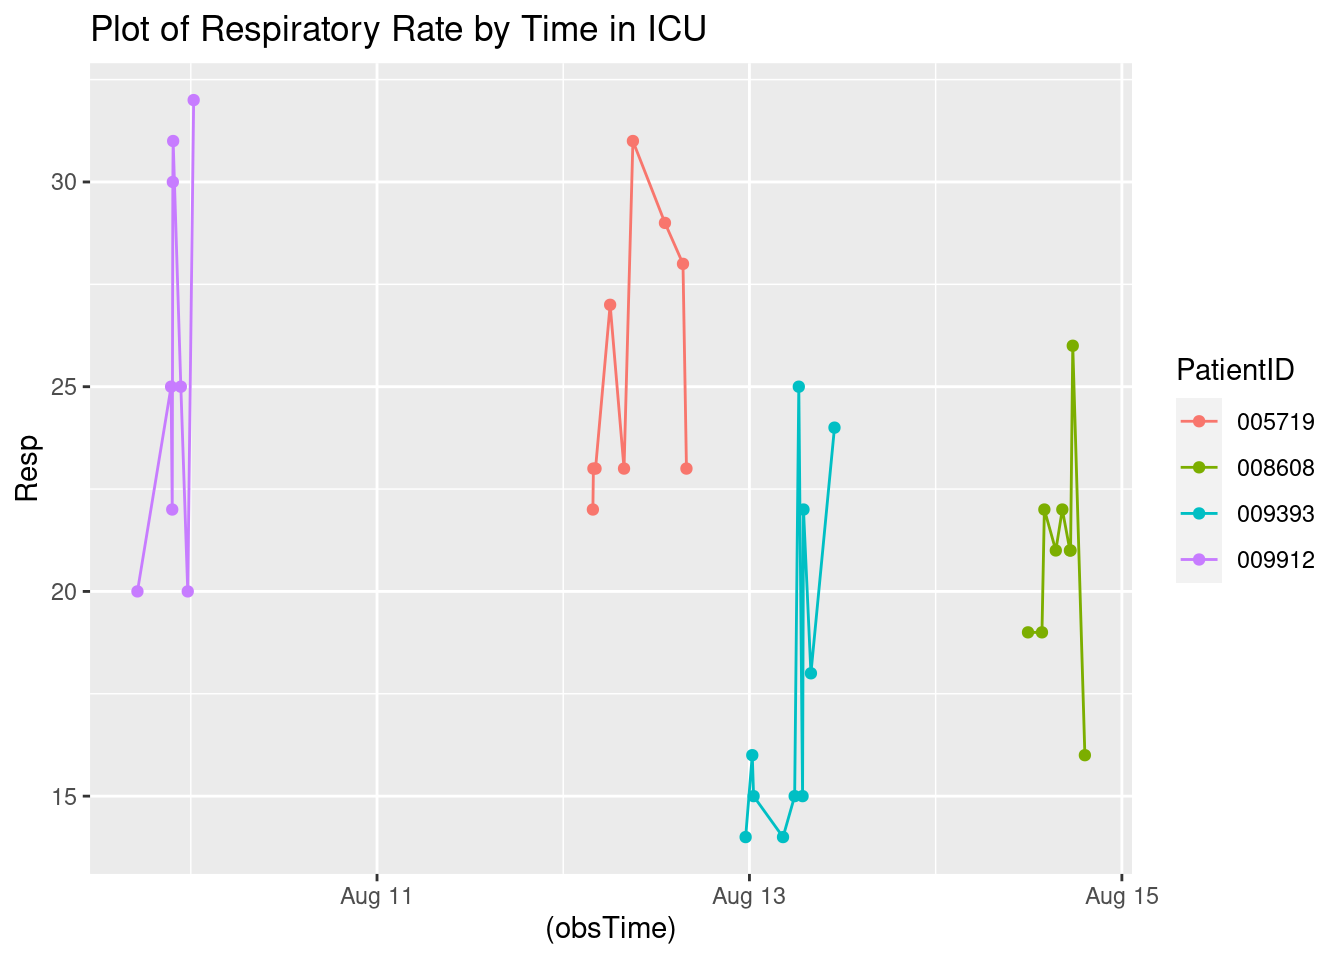 Plot of Respiratory Rate by Time in ICU
30
25
20
15
Resp
Aug 11
Aug 13
Aug 15
(obsTime)
PatientID
005719
008608
009393
009912